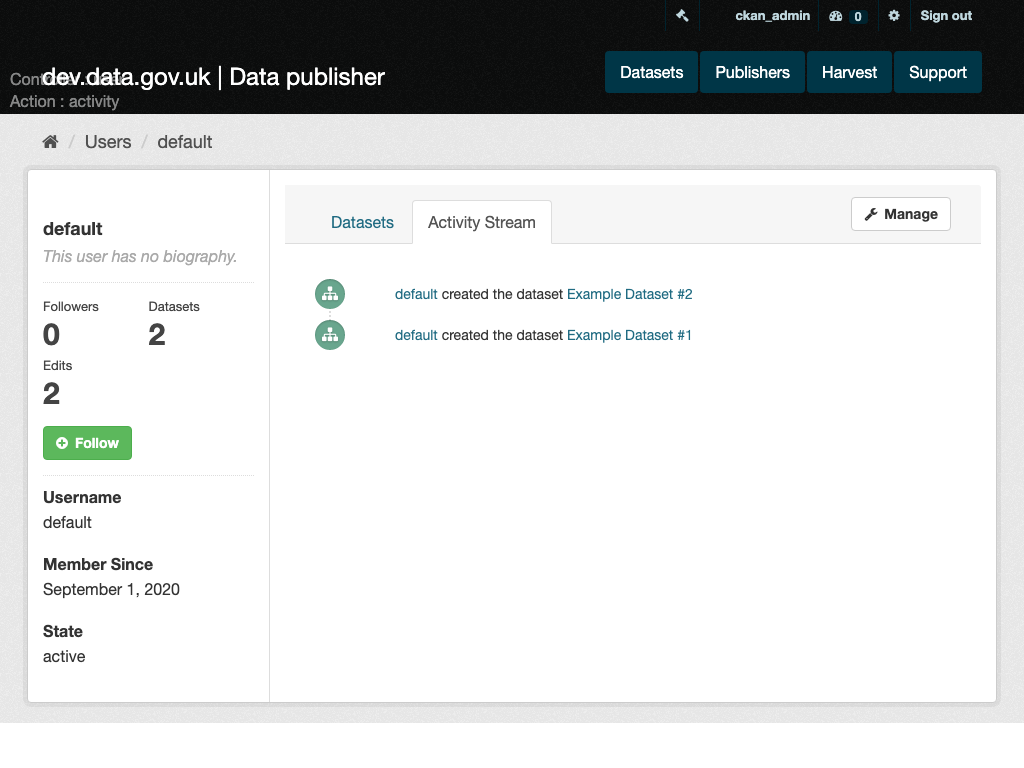 ckan_admin 0 Sign out
dev.data.gov.uk | Data publisher
Datasets Publishers Harvest Support
Action : activity
/ Users / default
default
This user has no biography.
Followers Datasets
0 2
Edits
2
Follow
Username
default
Member Since
September 1, 2020
State
active
Datasets Activity Stream Manage
default created the dataset Example Dataset #2
default created the dataset Example Dataset #1